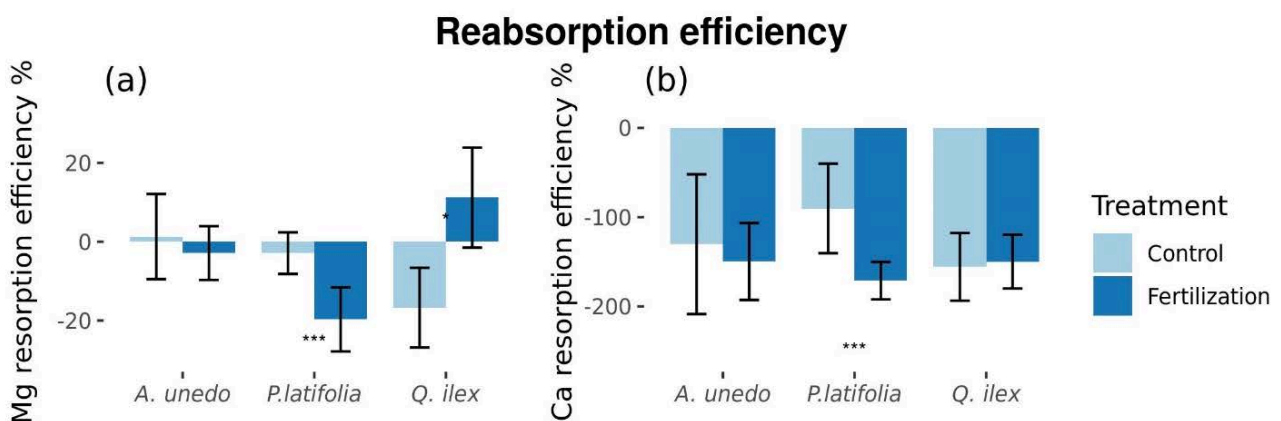 Reabsorption efficiency
(a)
Mg resorption efficiency %
20
0
-20
*
***
A. unedo
P.latifolia
Q. ilex
(b)
Ca resorption efficiency %
0
-100
-200
***
A. unedo
P.latifolia
Q. ilex
Treatment
Control
Fertilization